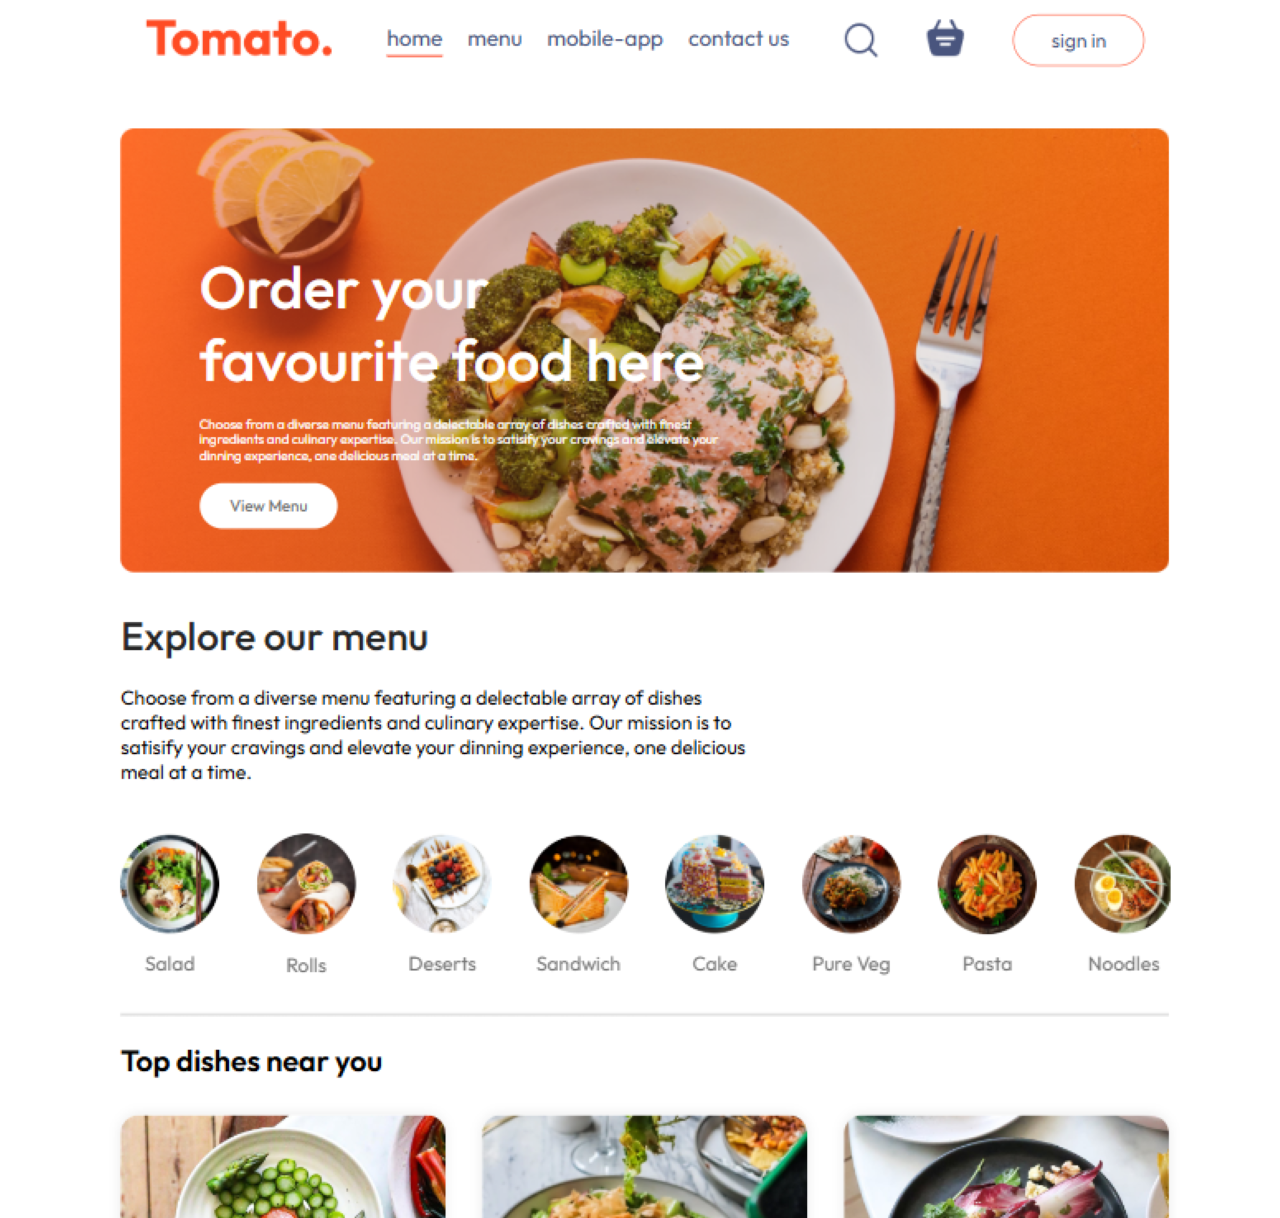 Tomato.
home menu mobile-app contact us
sign in
Order your
favourite food here
Choose from a diverse menu featuring a delectable array of dishes crafted with finest
ingredients and culinary expertise. Our mission is to satisify your cravings and elevate your
dinning experience, one delicious meal at a time.
View Menu
Explore our menu
Choose from a diverse menu featuring a delectable array of dishes
crafted with finest ingredients and culinary expertise. Our mission is to
satisify your cravings and elevate your dinning experience, one delicious
meal at a time.
Salad Rolls Deserts Sandwich Cake Pure Veg Pasta Noodles
Top dishes near you